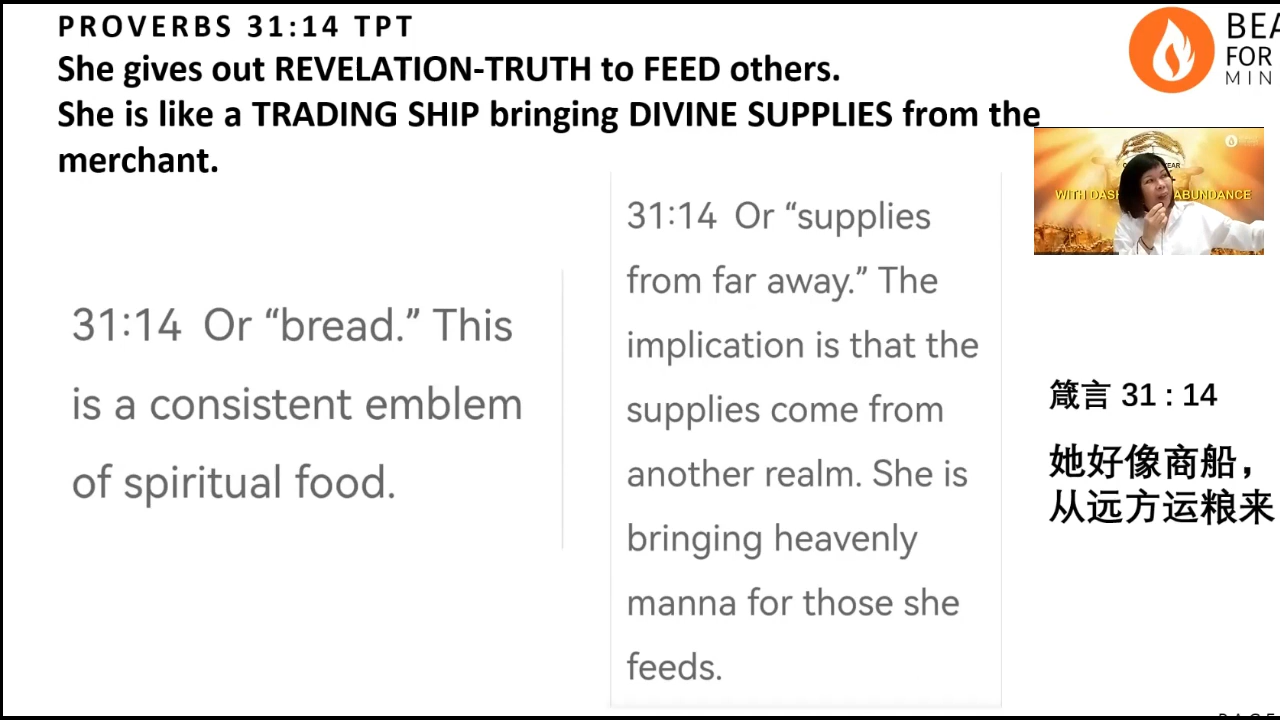 PROVERBS 31:14 TPT
She gives out REVELATION-TRUTH to FEED others.
She is like a TRADING SHIP bringing DIVINE SUPPLIES from the
merchant.
31:14 Or “bread.” This
is a consistent emblem
of spiritual food.
31:14 Or “supplies
from far away.” The
implication is that the
supplies come from
another realm. She is
bringing heavenly
manna for those she
feeds.
FOR
WITH ABUNDANCE
箴言 31 : 14
她好像商船，
从远方运粮来